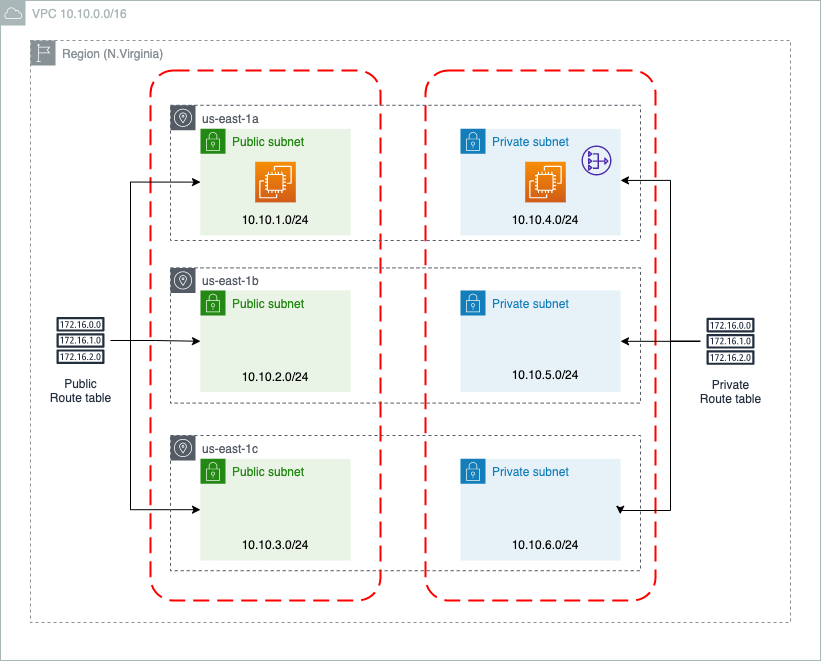 VPC 10.10.0.0/16
Region (N.Virginia)
us-east-1a
Public subnet
10.10.1.0/24
Private subnet
10.10.4.0/24
us-east-1b
Public subnet
10.10.2.0/24
Private subnet
10.10.5.0/24
us-east-1c
Public subnet
10.10.3.0/24
Private subnet
10.10.6.0/24
172.16.0.0
172.16.1.0
172.16.2.0
Public
Route table
172.16.0.0
172.16.1.0
172.16.2.0
Private
Route table